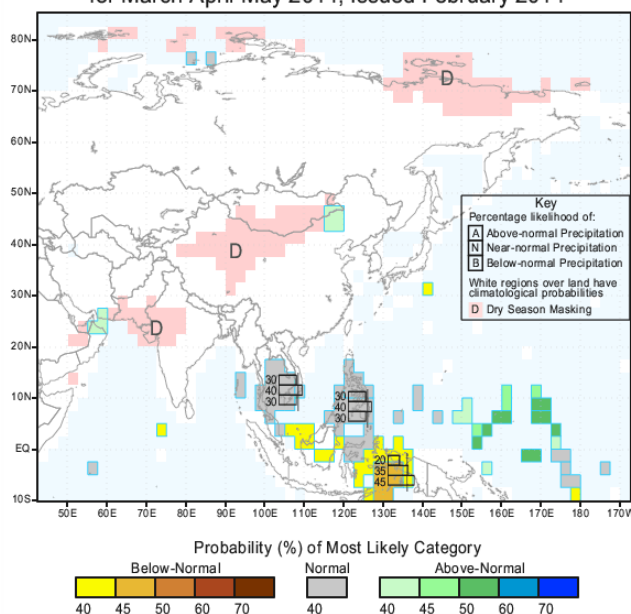 for March-April-May 2014, Issued February 2014
80N
70N
60N
50N
40N
30N
20N
10N
EQ
10S
50E 60E 70E 80E 90E 100E 110E 120E 130E 140E 150E 160E 170E 180 170W
D
D
D
30
40
30
30
40
30
20
35
45
Key
Percentage likelihood of:
A Above-normal Precipitation
N Near-normal Precipitation
B Below-normal Precipitation
White regions over land have
climatological probabilities
D Dry Season Masking
Probability (%) of Most Likely Category
Below-Normal Normal Above-Normal
40 45 50 60 70 40 40 45 50 60 70